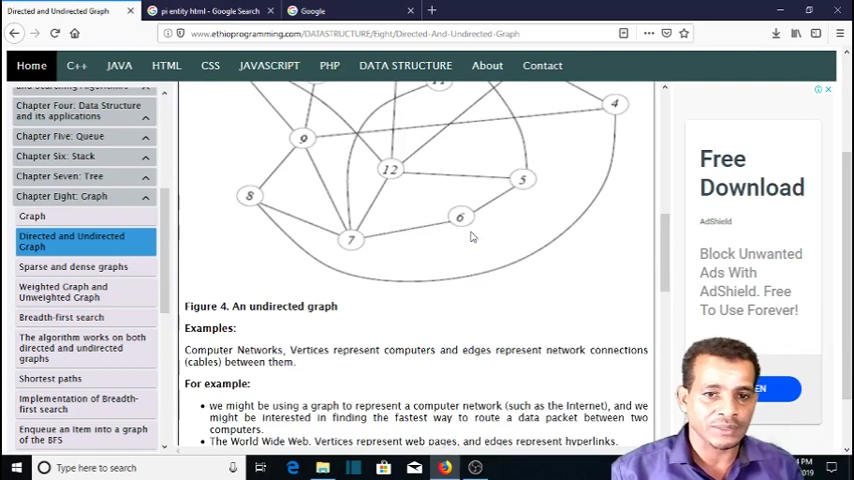 Directed and Undirected Graph
pi entity html - Google Search
Google
www.ethioprogramming.com/DATASTRUCTURE/Eight/Directed-And-Undirected-Graph
Home
C++
JAVA
HTML
CSS
JAVASCRIPT
PHP
DATA STRUCTURE
About
Contact
Chapter Four: Data Structure
and its applications
Chapter Five: Queue
Chapter Six: Stack
Chapter Seven: Tree
Chapter Eight: Graph
Graph
Directed and Undirected
Graph
Sparse and dense graphs
Weighted Graph and
Unweighted Graph
Breadth-first search
The algorithm works on both
directed and undirected
graphs
Shortest paths
Implementation of Breadth-
first search
Enqueue an item into a graph
of the BFS
11
4
9
12
5
8
6
7
Figure 4. An undirected graph
Examples:
Computer Networks, Vertices represent computers and edges represent network connections
(cables) between them.
For example:
we might be using a graph to represent a computer network (such as the Internet), and we
might be interested in finding the fastest way to route a data packet between two
computers.
The World Wide Web. Vertices represent web pages, and edges represent hyperlinks.
Free
Download
AdShield
Block Unwanted
Ads With
AdShield. Free
To Use Forever!
Type here to search